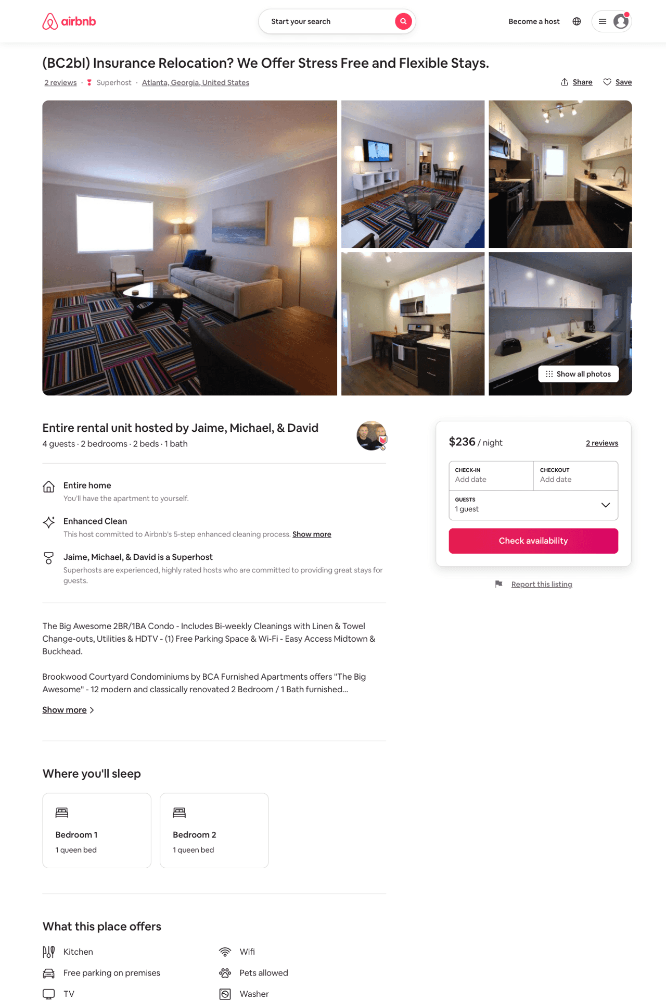 airbnb
Start your search
Become a host
(BC2bI) Insurance Relocation? We Offer Stress Free and Flexible Stays.
2 reviews · Superhost · Atlanta, Georgia, United States
Share
Save
Show all photos
Entire rental unit hosted by Jaime, Michael, & David
4 guests · 2 bedrooms · 2 beds · 1 bath
Entire home
You'll have the apartment to yourself.
Enhanced Clean
This host committed to Airbnb's 5-step enhanced cleaning process. Show more
Jaime, Michael, & David is a Superhost
Superhosts are experienced, highly rated hosts who are committed to providing great stays for
guests.
$236 / night
2 reviews
CHECK-IN
Add date
CHECKOUT
Add date
GUESTS
1 guest
Check availability
Report this listing
The Big Awesome 2BR/1BA Condo - Includes Bi-weekly Cleanings with Linen & Towel
Change-outs, Utilities & HDTV - (1) Free Parking Space & Wi-Fi - Easy Access Midtown &
Buckhead.
Brookwood Courtyard Condominiums by BCA Furnished Apartments offers "The Big
Awesome" - 12 modern and classically renovated 2 Bedroom / 1 Bath furnished…
Show more
Where you'll sleep
Bedroom 1
1 queen bed
Bedroom 2
1 queen bed
What this place offers
Kitchen
Wifi
Free parking on premises
Pets allowed
TV
Washer